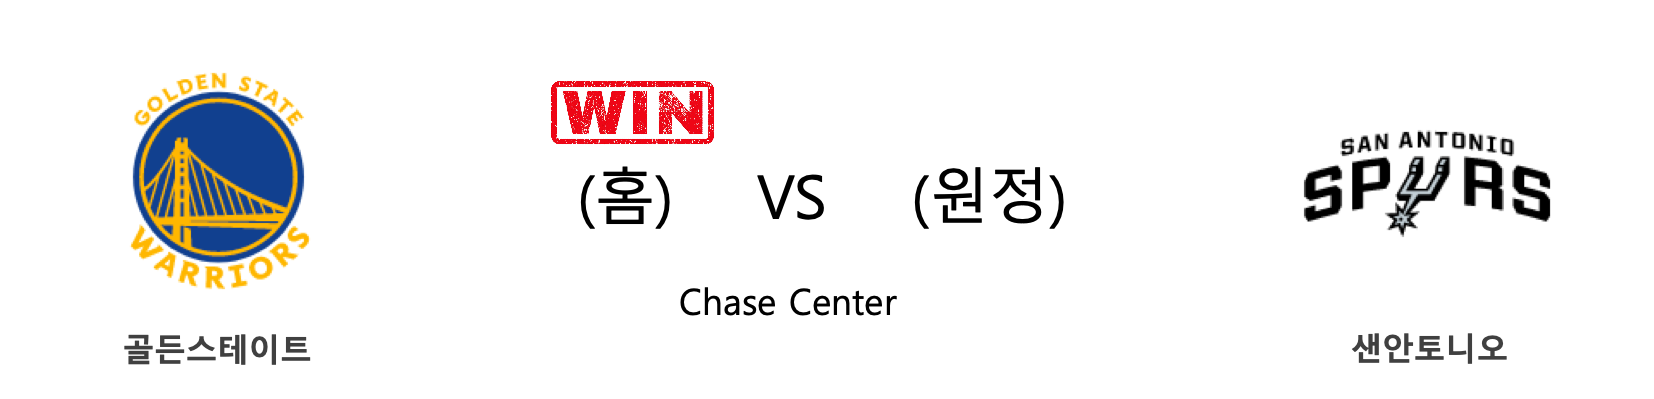 GOLDEN STATE
WARRIORS
골든스테이트
WIN
(홈) VS (원정)
Chase Center
SAN ANTONIO
SPURS
샌안토니오